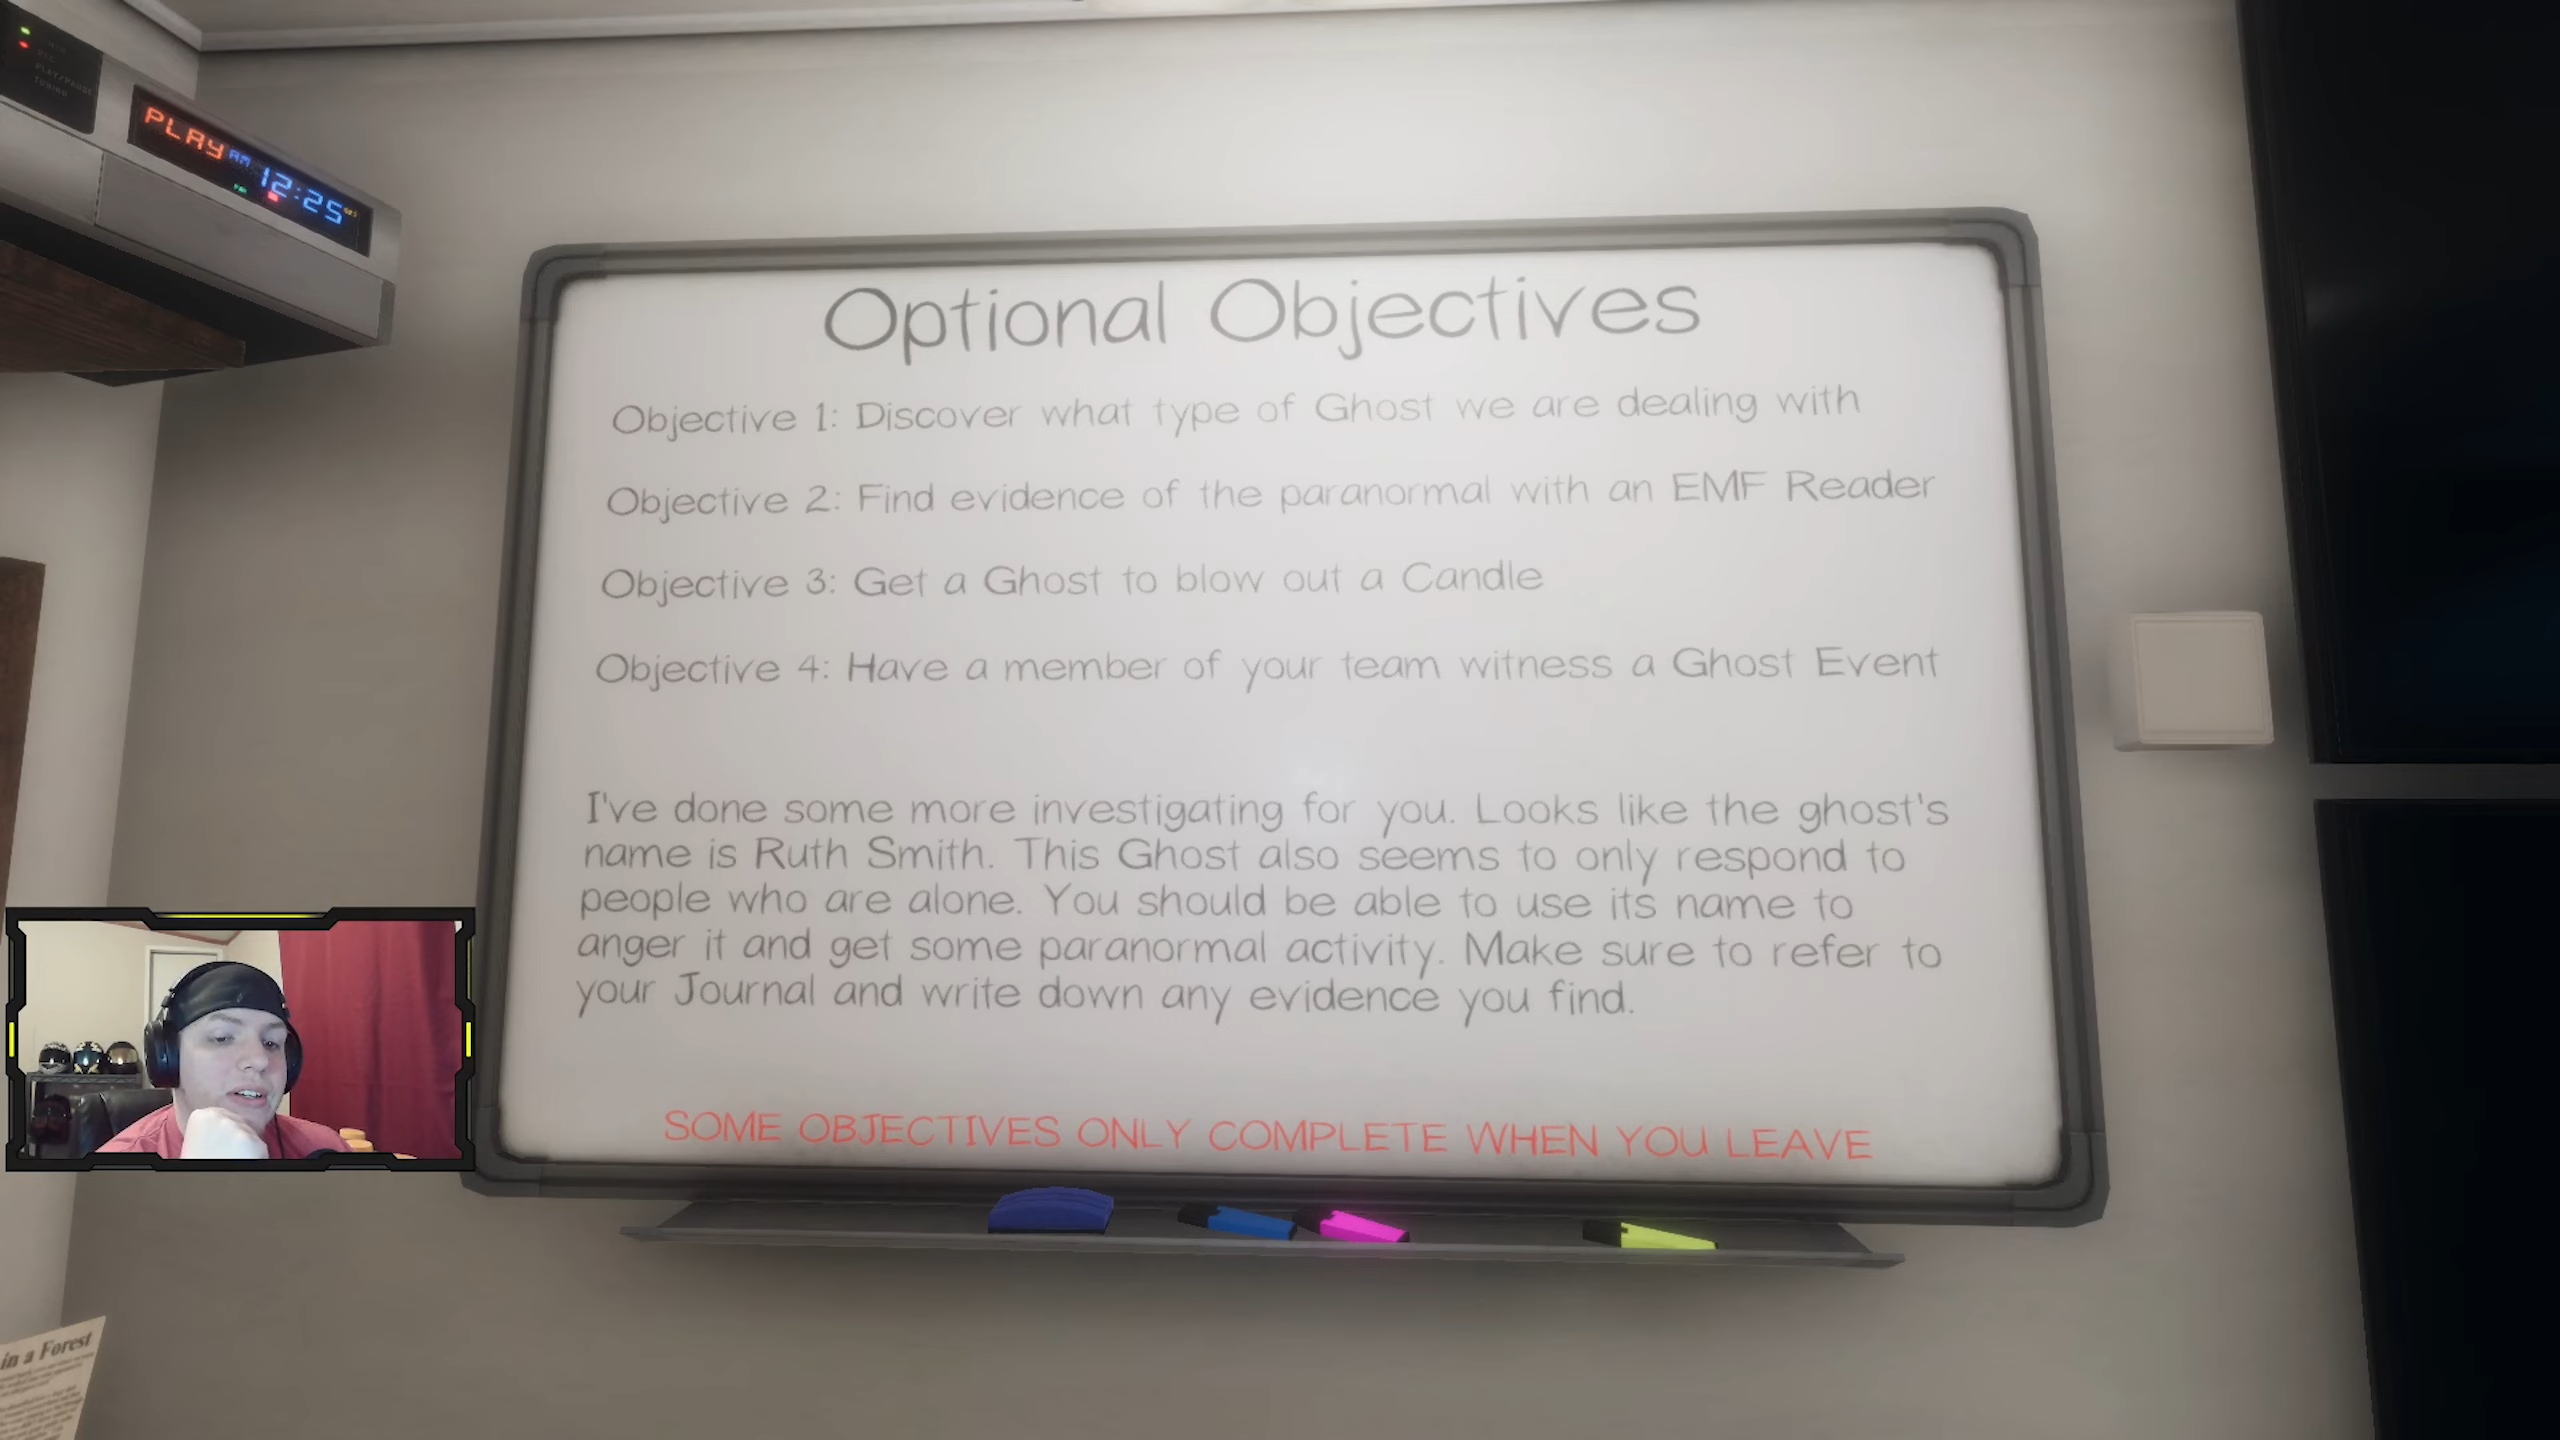 PLAY AM 12:25
Optional Objectives
Objective 1: Discover what type of Ghost we are dealing with
Objective 2: Find evidence of the paranormal with an EMF Reader
Objective 3: Get a Ghost to blow out a Candle
Objective 4: Have a member of your team witness a Ghost Event
I've done some more investigating for you. Looks like the ghost's
name is Ruth Smith. This Ghost also seems to only respond to
people who are alone. You should be able to use its name to
anger it and get some paranormal activity. Make sure to refer to
your Journal and write down any evidence you find.
SOME OBJECTIVES ONLY COMPLETE WHEN YOU LEAVE
in a Forest